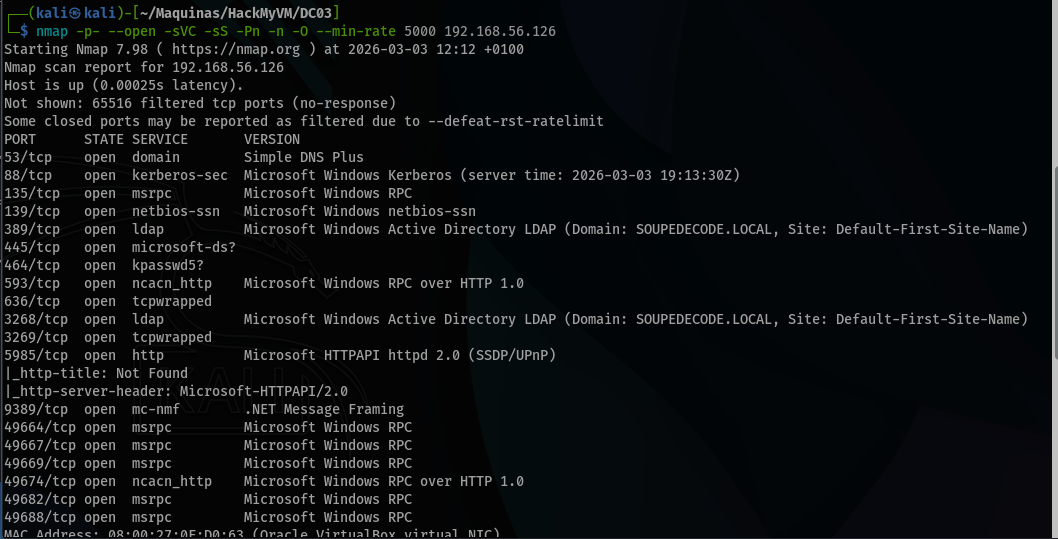 ┌──(kali㉿kali)-[~/Maquinas/HackMyVM/DC03]
└─$ nmap -p- --open -sVC -sS -Pn -n -O --min-rate 5000 192.168.56.126
Starting Nmap 7.98 ( https://nmap.org ) at 2026-03-03 12:12 +0100
Nmap scan report for 192.168.56.126
Host is up (0.00025s latency).
Not shown: 65516 filtered tcp ports (no-response)
Some closed ports may be reported as filtered due to --defeat-rst-ratelimit
PORT      STATE SERVICE       VERSION
53/tcp    open  domain        Simple DNS Plus
88/tcp    open  kerberos-sec  Microsoft Windows Kerberos (server time: 2026-03-03 19:13:30Z)
135/tcp   open  msrpc         Microsoft Windows RPC
139/tcp   open  netbios-ssn   Microsoft Windows netbios-ssn
389/tcp   open  ldap          Microsoft Windows Active Directory LDAP (Domain: SOUPEDECODE.LOCAL, Site: Default-First-Site-Name)
445/tcp   open  microsoft-ds?
464/tcp   open  kpasswd5?
593/tcp   open  ncacn_http    Microsoft Windows RPC over HTTP 1.0
636/tcp   open  tcpwrapped
3268/tcp  open  ldap          Microsoft Windows Active Directory LDAP (Domain: SOUPEDECODE.LOCAL, Site: Default-First-Site-Name)
3269/tcp  open  tcpwrapped
5985/tcp  open  http          Microsoft HTTPAPI httpd 2.0 (SSDP/UPnP)
|_http-title: Not Found
|_http-server-header: Microsoft-HTTPAPI/2.0
9389/tcp  open  mc-nmf        .NET Message Framing
49664/tcp open  msrpc         Microsoft Windows RPC
49667/tcp open  msrpc         Microsoft Windows RPC
49669/tcp open  msrpc         Microsoft Windows RPC
49674/tcp open  ncacn_http    Microsoft Windows RPC over HTTP 1.0
49682/tcp open  msrpc         Microsoft Windows RPC
49688/tcp open  msrpc         Microsoft Windows RPC
MAC Address: 08:00:27:0F:D0:63 (Oracle VirtualBox virtual NIC)